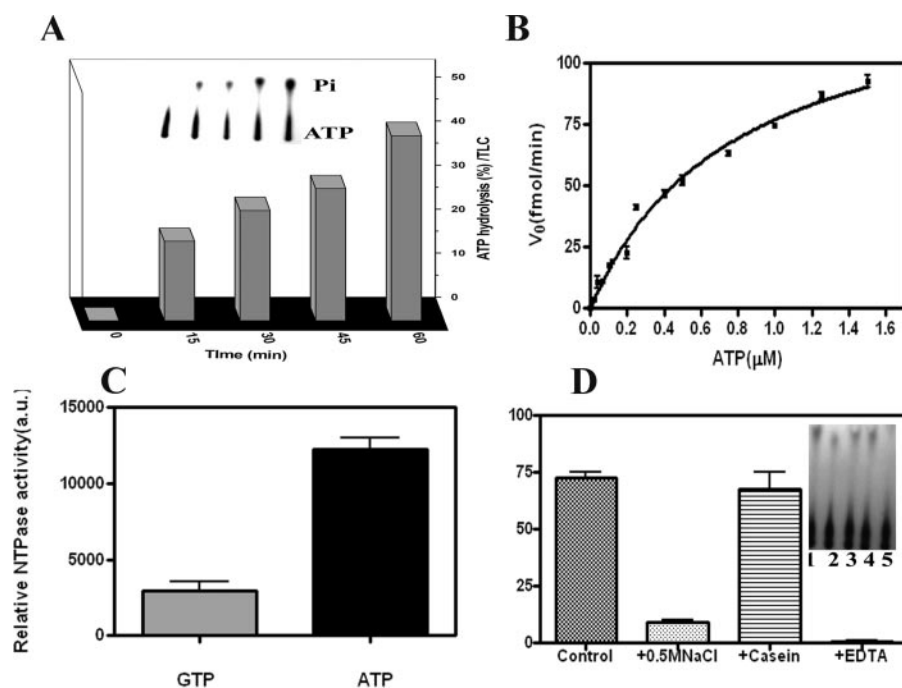 A
Pi
ATP
50
40
30
20
10
0
ATP hydrolysis (%) /TLC
0
15
30
45
60
TIme (min)
B
100
75
50
25
0
V0(fmol/min)
0.0 0.2 0.4 0.6 0.8 1.0 1.2 1.4 1.6
ATP(µM)
C
15000
10000
5000
0
Relative NTPase activity(a.u.)
GTP ATP
D
100
75
50
25
0
1 2 3 4 5
Control +0.5MNaCl +Casein +EDTA